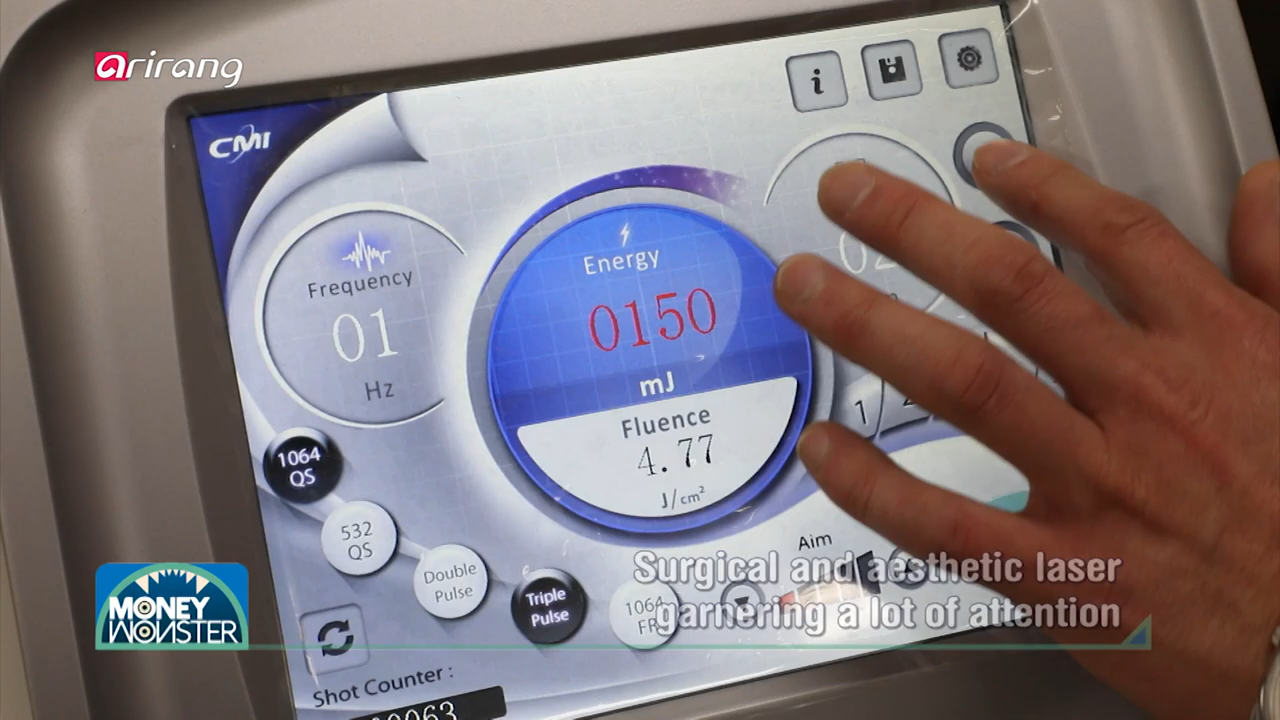 arirang
CMI
i
Frequency
01
Hz
Energy
0150
mJ
Fluence
4.77
J/cm²
1
1064
QS
532
QS
Double
Pulse
Triple
Pulse
1064
Aim
Shot Counter :
Surgical and aesthetic laser
garnering a lot of attention
MONEY
MONSTER